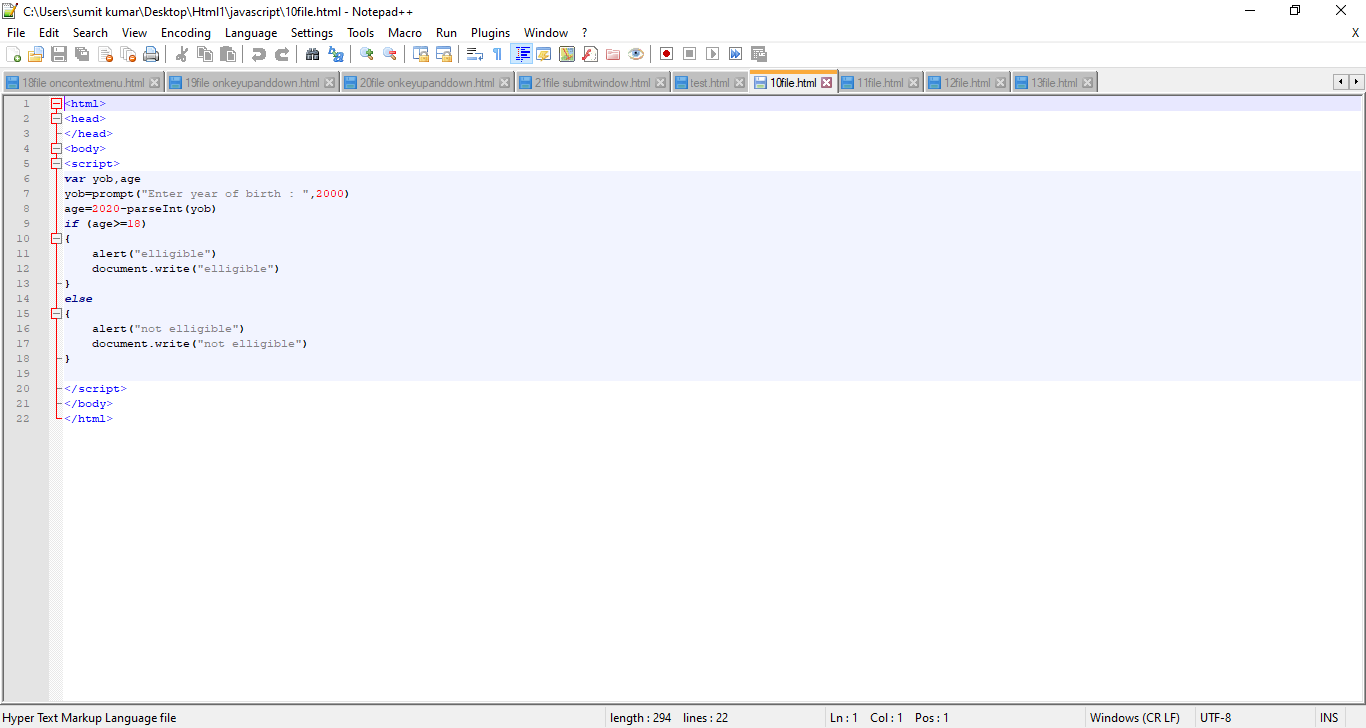 C:\Users\sumit kumar\Desktop\Html1\javascript\10file.html - Notepad++
File Edit Search View Encoding Language Settings Tools Macro Run Plugins Window ? X
18file oncontextmenu.html 19file onkeyupanddown.html 20file onkeyupanddown.html 21file submitwindow.html test.html 10file.html 11file.html 12file.html 13file.html
1 <html>
2 <head>
3 </head>
4 <body>
5 <script>
6 var yob,age
7 yob=prompt("Enter year of birth : ",2000)
8 age=2020-parseInt(yob)
9 if (age>=18)
10 {
11     alert("elligible")
12     document.write("elligible")
13 }
14 else
15 {
16     alert("not elligible")
17     document.write("not elligible")
18 }
19
20 </script>
21 </body>
22 </html>
Hyper Text Markup Language file length : 294 lines : 22 Ln : 1 Col : 1 Pos : 1 Windows (CR LF) UTF-8 INS